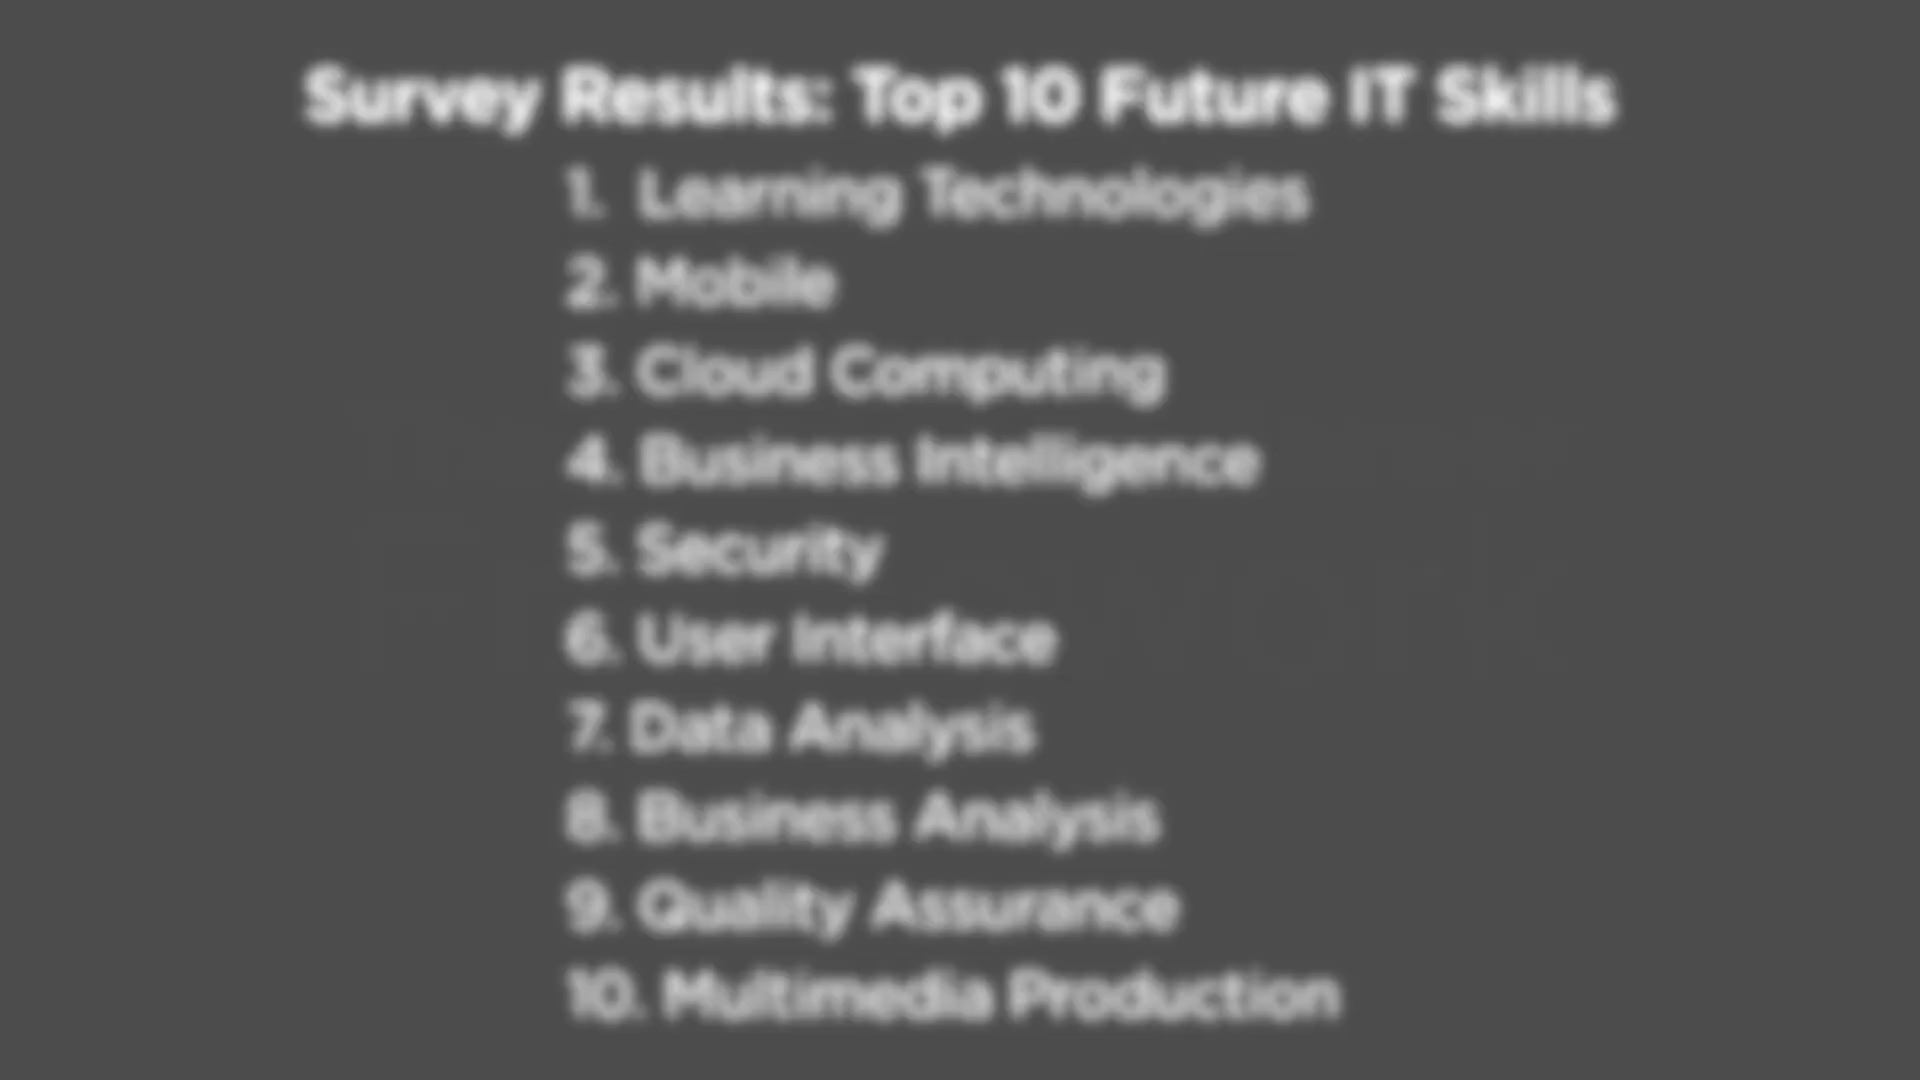 Survey Results: Top 10 Future IT Skills
1. Learning Technologies
2. Mobile
3. Cloud Computing
4. Business Intelligence
5. Security
6. User Interface
7. Data Analysis
8. Business Analysis
9. Quality Assurance
10. Multimedia Production